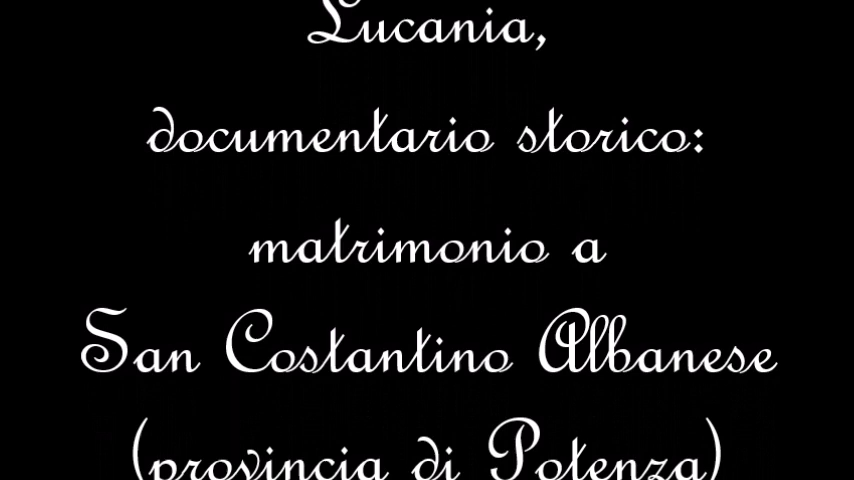 Lucania,
documentario storico:
matrimonio a
San Costantino Albanese
(provincia di Potenza)